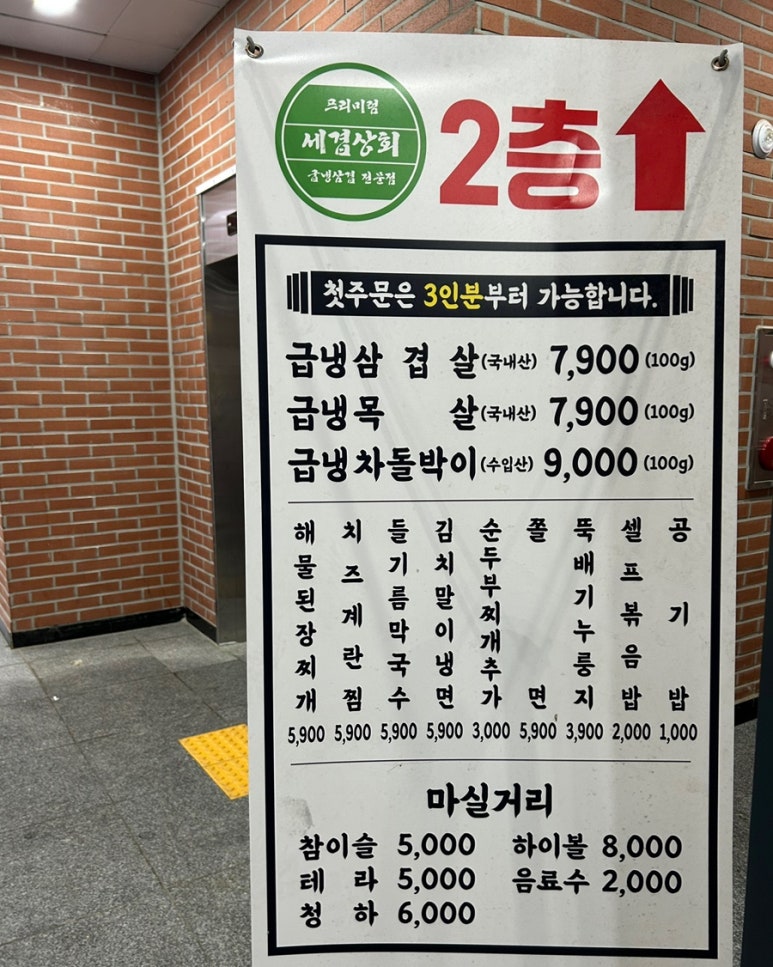 프리미럼
세겹상회
급냉삼겹 전문점
2층
첫주문은 3인분부터 가능합니다.
급냉삼겹살(국내산) 7,900(100g)
급냉목살(국내산) 7,900(100g)
급냉차돌박이(수입산) 9,000(100g)
해물된장찌개 5,900
치즈계란찜 5,900
들기름막국수 5,900
김치말이냉면 5,900
순두부찌개추가 3,000
쫄면 5,900
뚝배기누룽지 3,900
셀프볶음밥 2,000
공기밥 1,000
마실거리
참이슬 5,000 하이볼 8,000
테라 5,000 음료수 2,000
청하 6,000